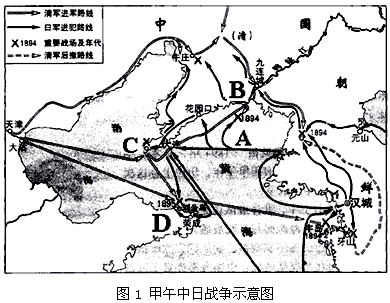 清军进军路线
日军进犯路线
1894 重要战场及年代
清军后撤路线
中
国
(清)
牛庄
九连城
鸭绿江
朝
B
花园口
1894
天津
大沽
渤
C
A
1894
元山
黄
鲜
汉城
海
D
1895
荣成
牙山
海
图 1 甲午中日战争示意图